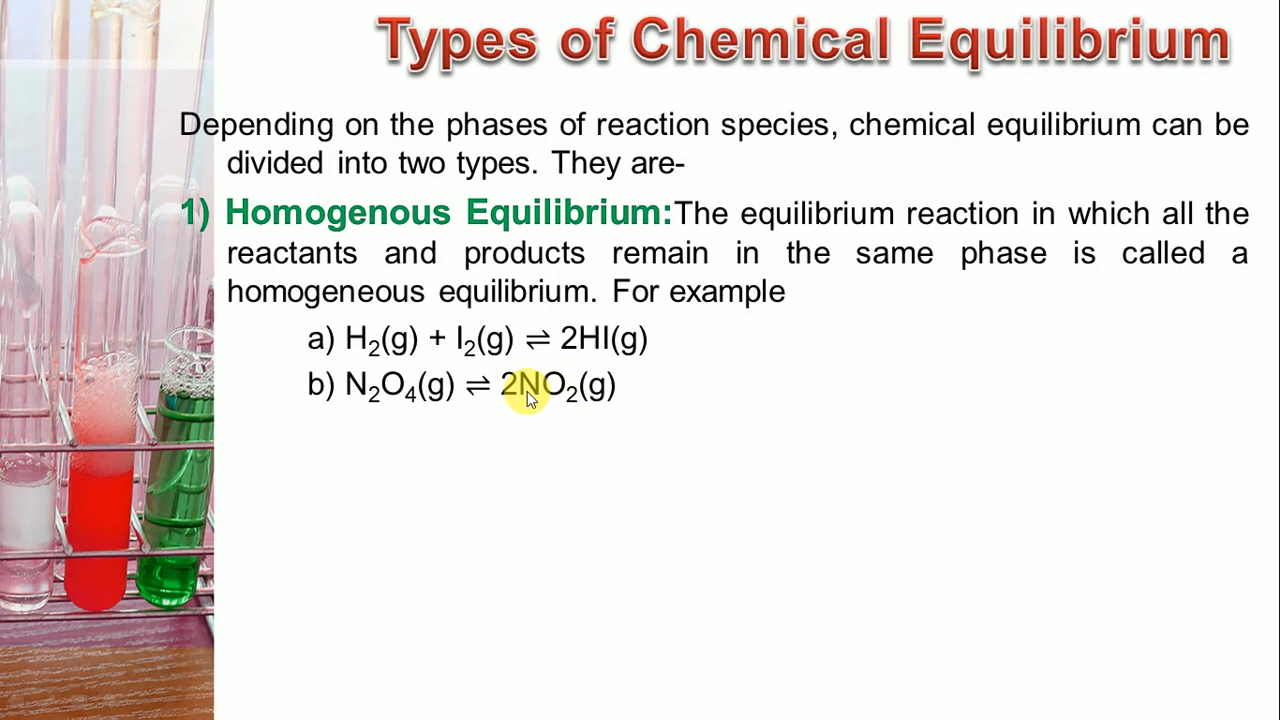 Types of Chemical Equilibrium
Depending on the phases of reaction species, chemical equilibrium can be
divided into two types. They are-
1) Homogenous Equilibrium:The equilibrium reaction in which all the
reactants and products remain in the same phase is called a
homogeneous equilibrium. For example
a) H₂(g) + I₂(g) ⇌ 2HI(g)
b) N₂O₄(g) ⇌ 2NO₂(g)